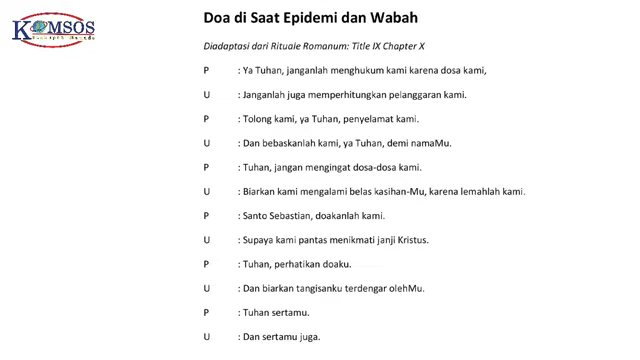 KOMSOS
Doa di Saat Epidemi dan Wabah
Diadaptasi dari Rituale Romanum: Title IX Chapter X
P : Ya Tuhan, janganlah menghukum kami karena dosa kami,
U : Janganlah juga memperhitungkan pelanggaran kami.
P : Tolong kami, ya Tuhan, penyelamat kami.
U : Dan bebaskanlah kami, ya Tuhan, demi namaMu.
P : Tuhan, jangan mengingat dosa-dosa kami.
U : Biarkan kami mengalami belas kasihan-Mu, karena lemahlah kami.
P : Santo Sebastian, doakanlah kami.
U : Supaya kami pantas menikmati janji Kristus.
P : Tuhan, perhatikan doaku.
U : Dan biarkan tangisanku terdengar olehMu.
P : Tuhan sertamu.
U : Dan sertamu juga.